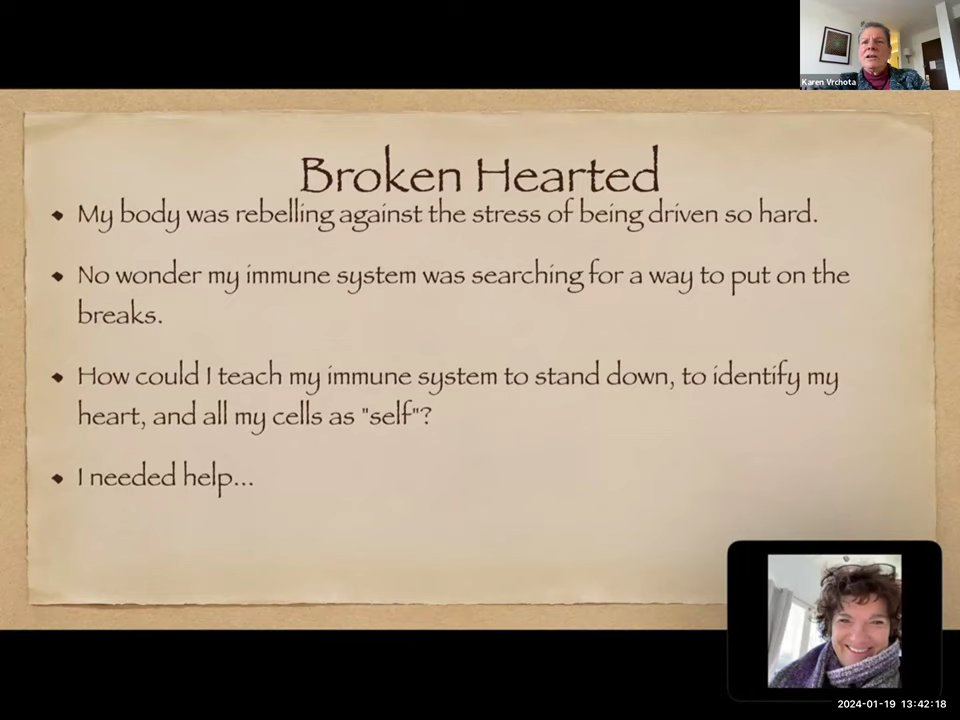 Karen Vrchota
Broken Hearted
My body was rebelling against the stress of being driven so hard.
No wonder my immune system was searching for a way to put on the
breaks.
How could I teach my immune system to stand down, to identify my
heart, and all my cells as "self"?
I needed help...
2024-01-19 13:42:18